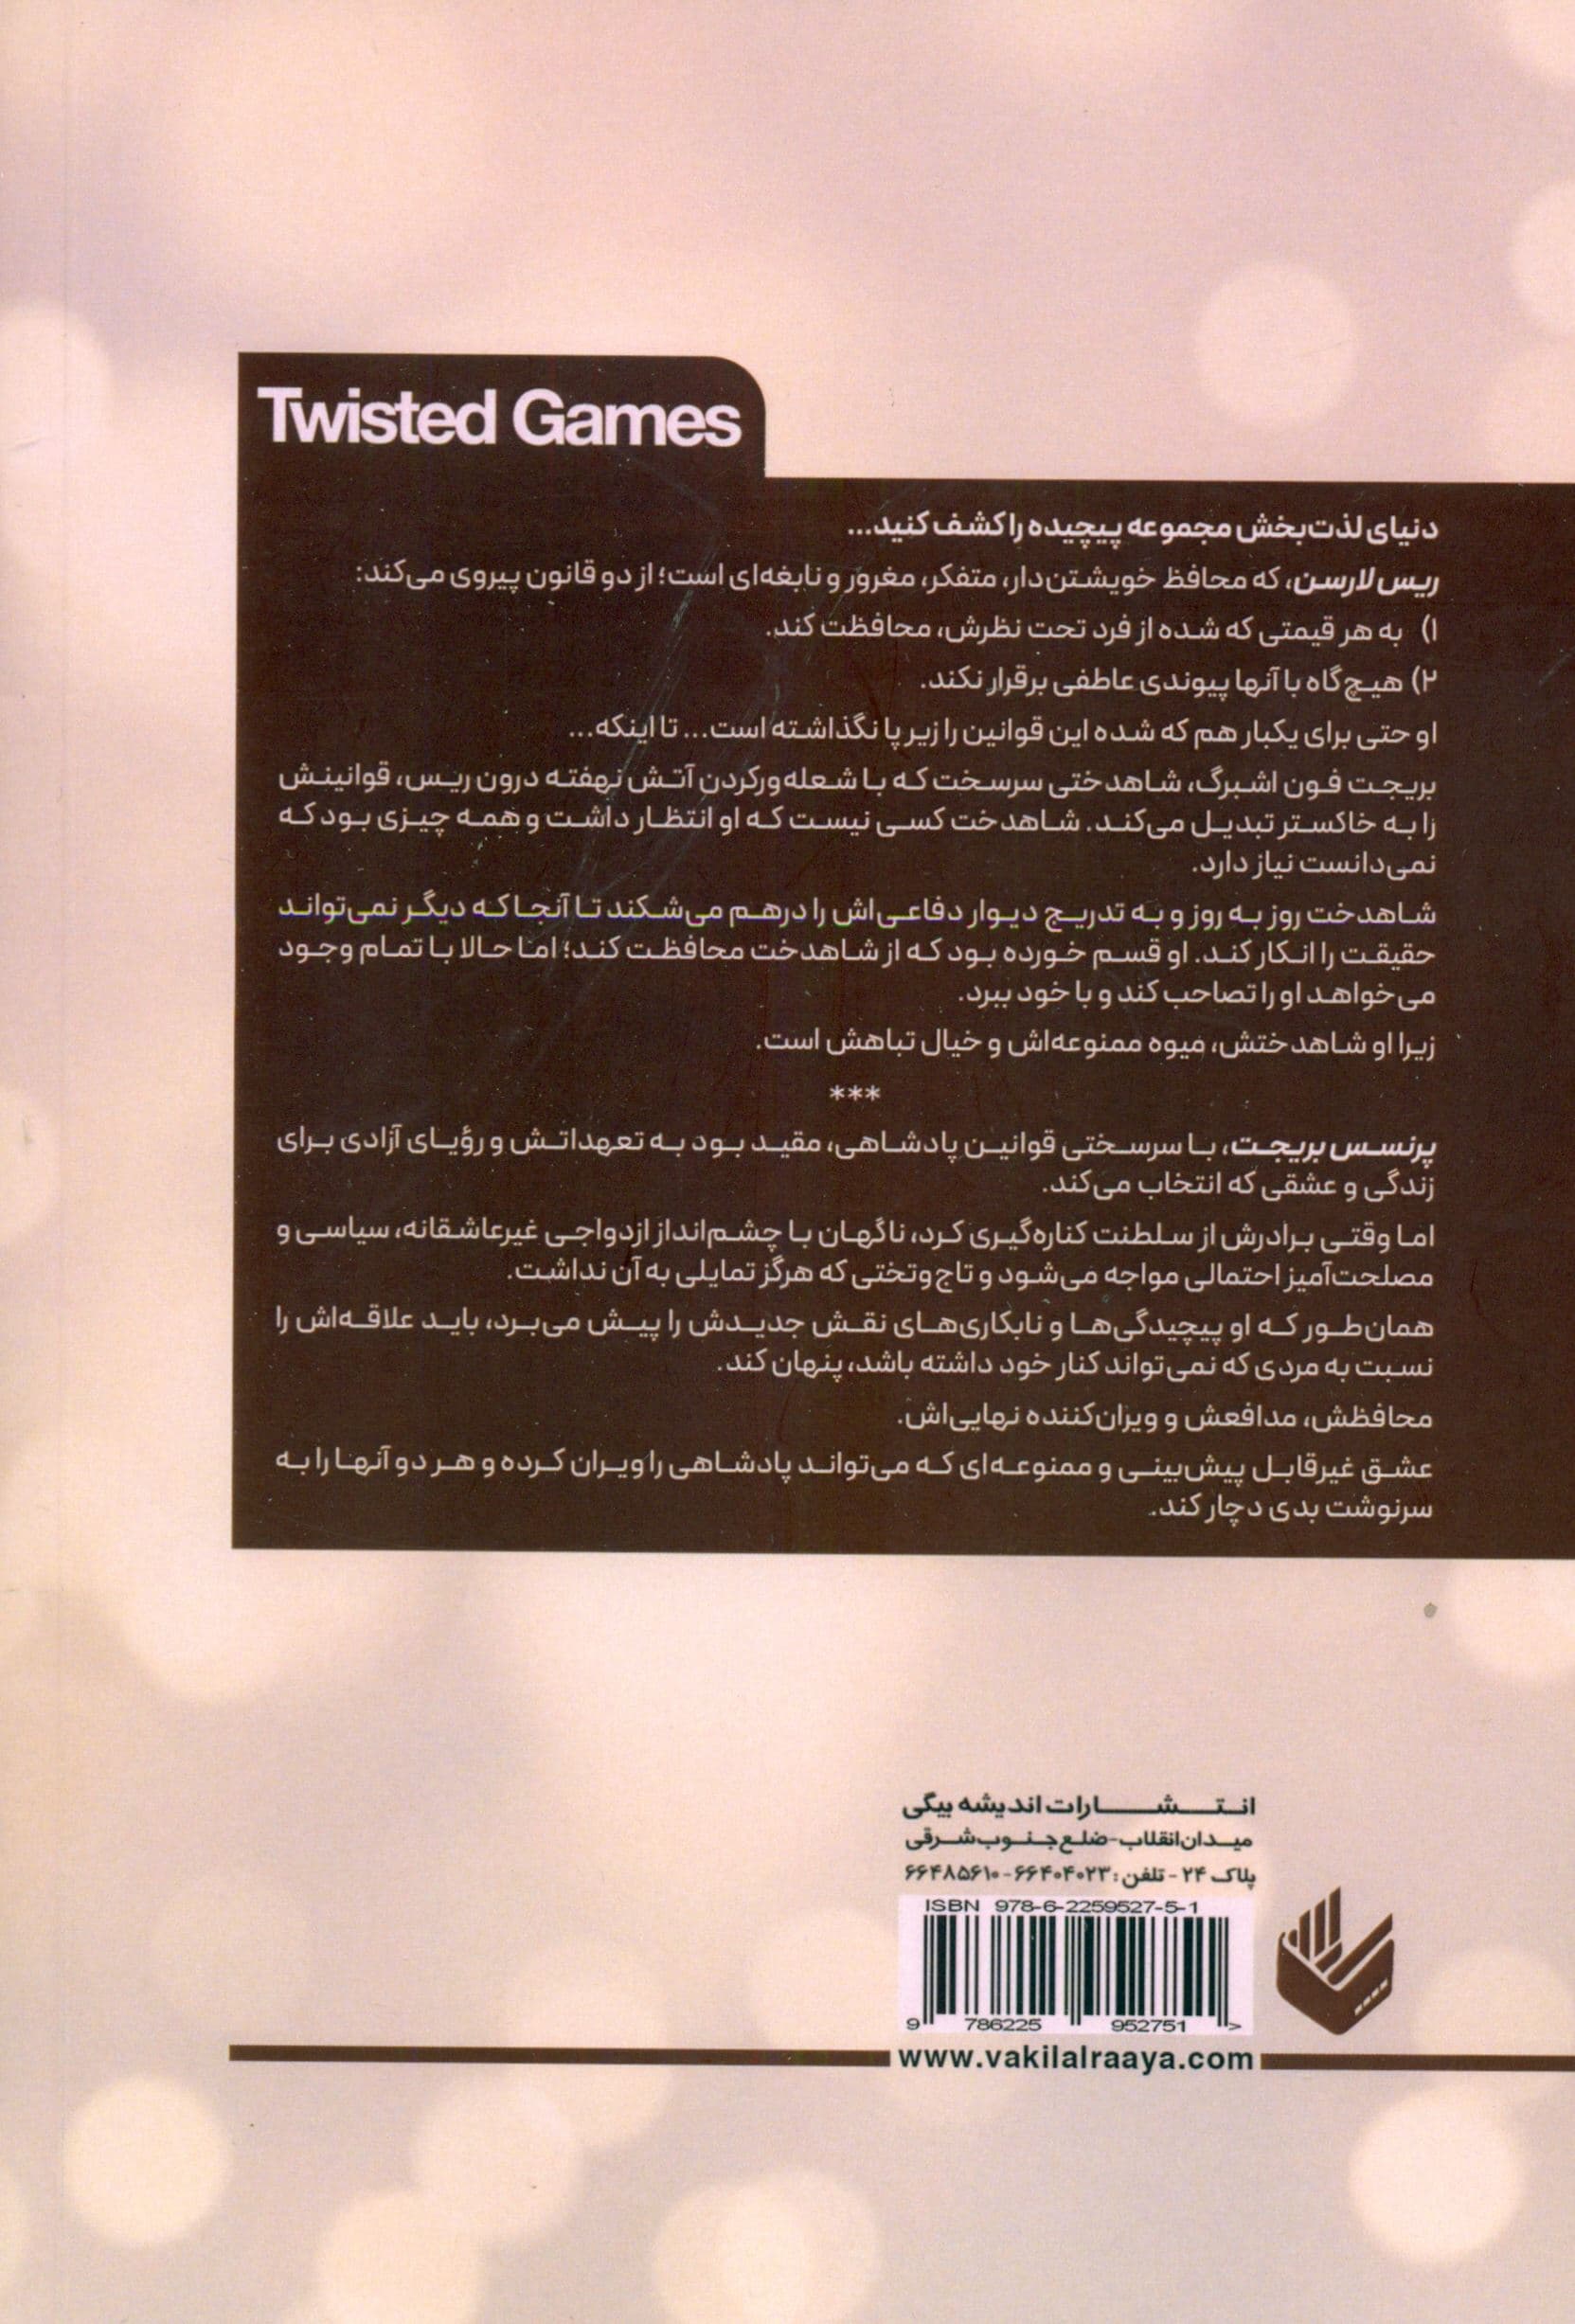 Twisted Games
دنیای لذت‌بخش مجموعه پیچیده را کشف کنید...
ریس لارسن، که محافظ خویشتن‌دار، متفکر، مغرور و نابغه‌ای است؛ از دو قانون پیروی می‌کند:
۱) به هر قیمتی که شده از فرد تحت نظرش، محافظت کند.
۲) هیچ‌گاه با آنها پیوندی عاطفی برقرار نکند.
او حتی برای یکبار هم که شده این قوانین را زیر پا نگذاشته است... تا اینکه...
بریجت فون اشبرگ، شاهدختی سرسخت که با شعله‌ورکردن آتش نهفته درون ریس، قوانینش
را به خاکستر تبدیل می‌کند. شاهدخت کسی نیست که او انتظار داشت و همه چیزی بود که
نمی‌دانست نیاز دارد.
شاهدخت روز به روز و به تدریج دیوار دفاعی‌اش را درهم می‌شکند تا آنجا که دیگر نمی‌تواند
حقیقت را انکار کند. او قسم خورده بود که از شاهدخت محافظت کند؛ اما حالا با تمام وجود
می‌خواهد او را تصاحب کند و با خود ببرد.
زیرا او شاهدختش، میوه ممنوعه‌اش و خیال تباهش است.
***
پرنسس بریجت، با سرسختی قوانین پادشاهی، مقید بود به تعهداتش و رؤیای آزادی برای
زندگی و عشقی که انتخاب می‌کند.
اما وقتی برادرش از سلطنت کناره‌گیری کرد، ناگهان با چشم‌انداز ازدواجی غیرعاشقانه، سیاسی و
مصلحت‌آمیز احتمالی مواجه می‌شود و تاج‌وتختی که هرگز تمایلی به آن نداشت.
همان‌طور که او پیچیدگی‌ها و نابکاری‌های نقش جدیدش را پیش می‌برد، باید علاقه‌اش را
نسبت به مردی که نمی‌تواند کنار خود داشته باشد، پنهان کند.
محافظش، مدافعش و ویران‌کننده نهایی‌اش.
عشق غیرقابل پیش‌بینی و ممنوعه‌ای که می‌تواند پادشاهی را ویران کرده و هر دو آنها را به
سرنوشت بدی دچار کند.
انتشارات اندیشه بیگی
میدان انقلاب-ضلع جنوب شرقی
پلاک ۲۴ - تلفن: ۶۶۴۰۴۰۲۳-۶۶۴۸۵۶۱۰
ISBN 978-6-2259527-5-1
9 786225 952751 >
www.vakilalraaya.com